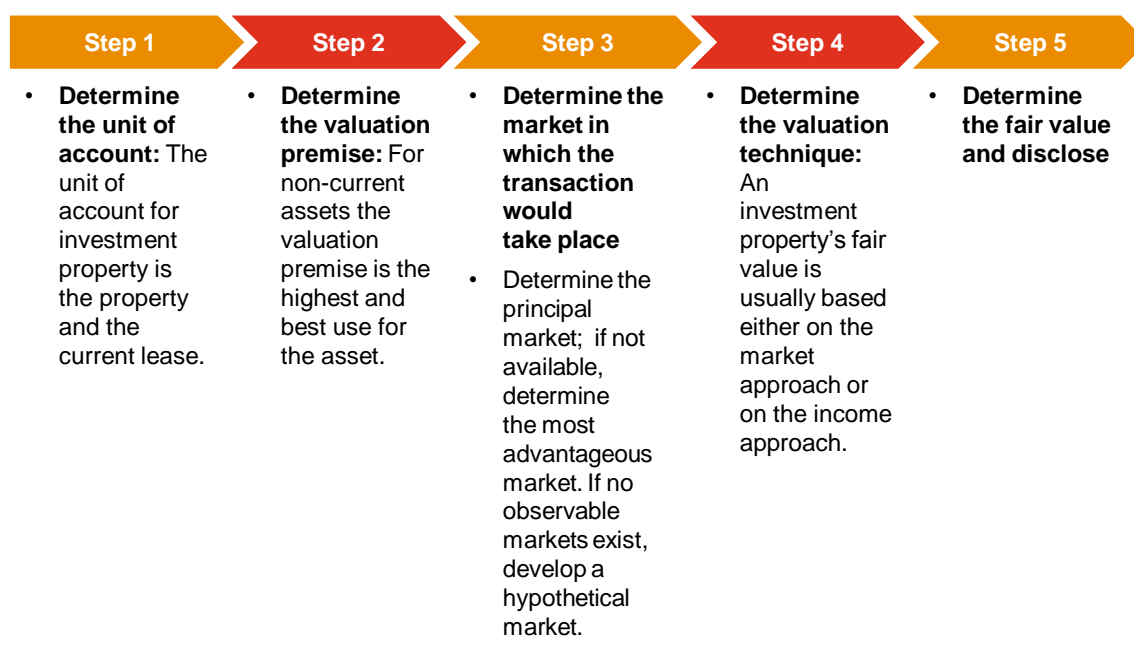 Step 1
Step 2
Step 3
Step 4
Step 5
• Determine
the unit of
account: The
unit of
account for
investment
property is
the property
and the
current lease.
• Determine
the valuation
premise: For
non-current
assets the
valuation
premise is the
highest and
best use for
the asset.
• Determine the
market in
which the
transaction
would
take place
• Determine the
principal
market; if not
available,
determine
the most
advantageous
market. If no
observable
markets exist,
develop a
hypothetical
market.
• Determine
the valuation
technique:
An
investment
property’s fair
value is
usually based
either on the
market
approach or
on the income
approach.
• Determine
the fair value
and disclose